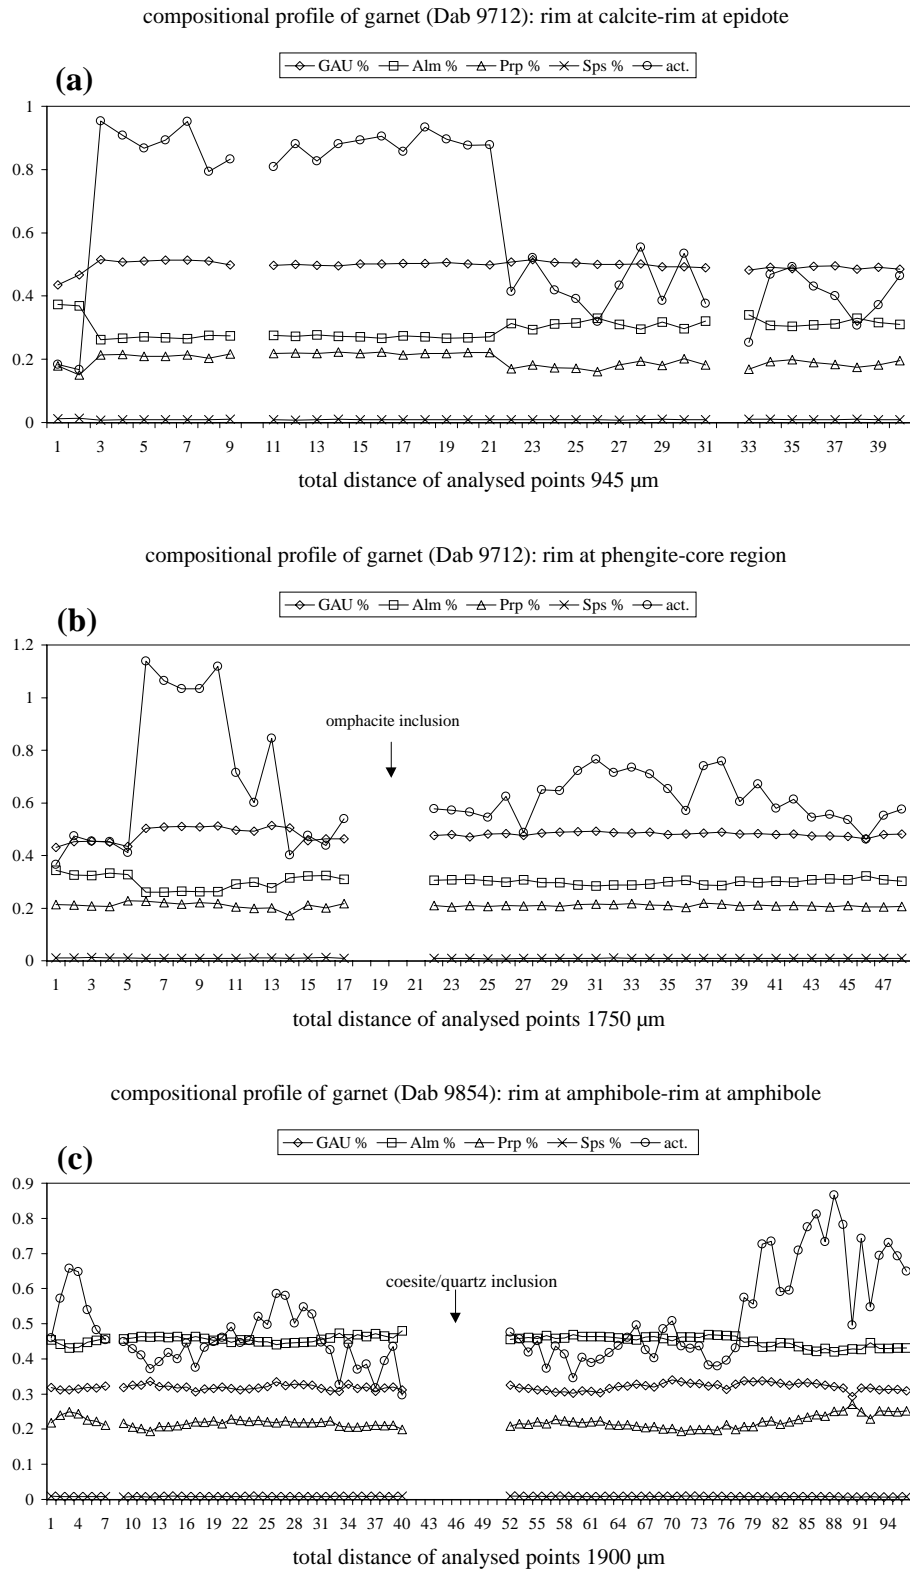 compositional profile of garnet (Dab 9712): rim at calcite-rim at epidote
GAU % Alm % Prp % Sps % act.
(a)
1
0.8
0.6
0.4
0.2
0
1 3 5 7 9 11 13 15 17 19 21 23 25 27 29 31 33 35 37 39
total distance of analysed points 945 µm
compositional profile of garnet (Dab 9712): rim at phengite-core region
GAU % Alm % Prp % Sps % act.
(b)
1.2
1
0.8
0.6
0.4
0.2
0
omphacite inclusion
1 3 5 7 9 11 13 15 17 19 21 23 25 27 29 31 33 35 37 39 41 43 45 47
total distance of analysed points 1750 µm
compositional profile of garnet (Dab 9854): rim at amphibole-rim at amphibole
GAU % Alm % Prp % Sps % act.
(c)
0.9
0.8
0.7
0.6
0.5
0.4
0.3
0.2
0.1
0
coesite/quartz inclusion
1 4 7 10 13 16 19 22 25 28 31 34 37 40 43 46 49 52 55 58 61 64 67 70 73 76 79 82 85 88 91 94
total distance of analysed points 1900 µm